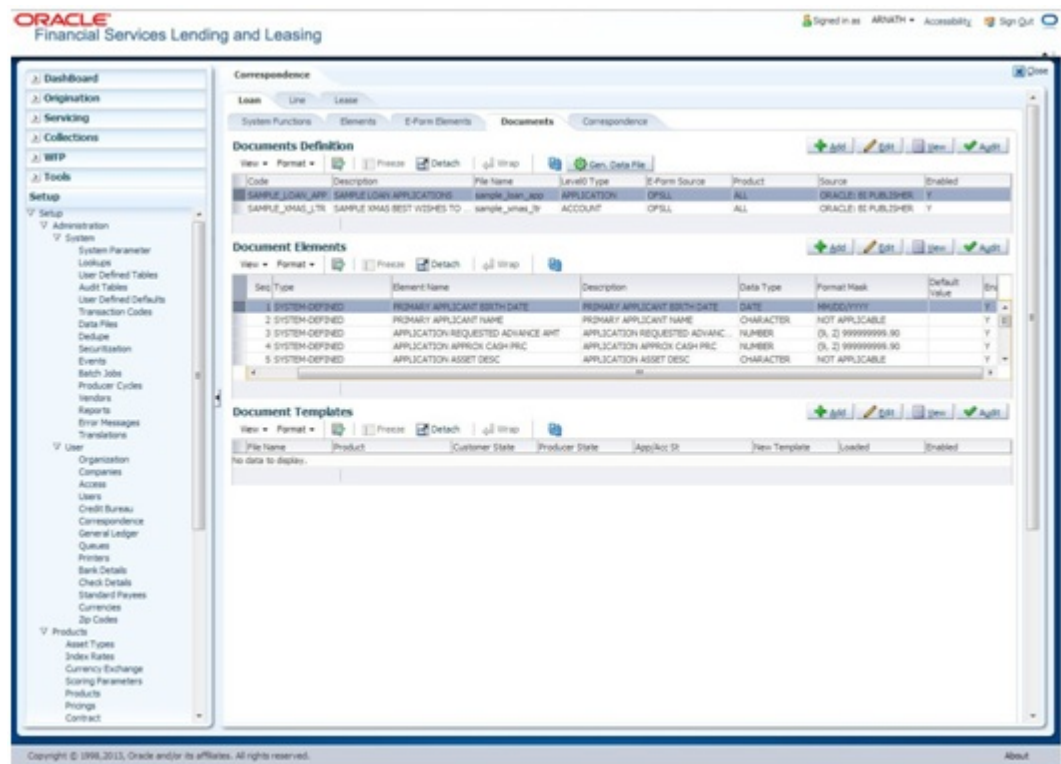 ORACLE
Signed in as ARNATH Accessibility Sign Out
Financial Services Lending and Leasing
Close
DashBoard
Origination
Servicing
Collections
WFP
Tools
Setup
Setup
Administration
System
System Parameter
Lookups
User Defined Tables
Audit Tables
User Defined Defaults
Transaction Codes
Data Files
Dedupe
Securitization
Events
Batch Jobs
Producer Cycles
Vendors
Reports
Error Messages
Translations
User
Organization
Companies
Access
Users
Credit Bureau
Correspondence
General Ledger
Queues
Printers
Bank Details
Check Details
Standard Payees
Currencies
Zip Codes
Products
Asset Types
Index Rates
Currency Exchange
Scoring Parameters
Products
Pricings
Contract
Correspondence
Loan Line Lease
System Functions Elements E-Form Elements Documents Correspondence
Documents Definition
Add Edit View Audit
View Format Freeze Detach Wrap Gen. Data File
Code Description File Name Level0 Type E-Form Source Product Source Enabled
SAMPLE_LOAN_APP SAMPLE LOAN APPLICATIONS sample_loan_app APPLICATION OFSLL ALL ORACLE: BI PUBLISHER Y
SAMPLE_XMAS_LTR SAMPLE XMAS BEST WISHES TO ... sample_xmas_ltr ACCOUNT OFSLL ALL ORACLE: BI PUBLISHER Y
Document Elements
Add Edit View Audit
View Format Freeze Detach Wrap
Seq Type Element Name Description Data Type Format Mask Default Value Ena
1 SYSTEM-DEFINED PRIMARY APPLICANT BIRTH DATE PRIMARY APPLICANT BIRTH DATE DATE MM/DD/YYYY Y
2 SYSTEM-DEFINED PRIMARY APPLICANT NAME PRIMARY APPLICANT NAME CHARACTER NOT APPLICABLE Y
3 SYSTEM-DEFINED APPLICATION REQUESTED ADVANCE AMT APPLICATION REQUESTED ADVANC... NUMBER (9, 2) 999999999.90 Y
4 SYSTEM-DEFINED APPLICATION APPROX CASH PRC APPLICATION APPROX CASH PRC NUMBER (9, 2) 999999999.90 Y
5 SYSTEM-DEFINED APPLICATION ASSET DESC APPLICATION ASSET DESC CHARACTER NOT APPLICABLE Y
Document Templates
Add Edit View Audit
View Format Freeze Detach Wrap
File Name Product Customer State Producer State App/Acc St New Template Loaded Enabled
No data to display.
Copyright © 1998,2013, Oracle and/or its affiliates. All rights reserved.
About